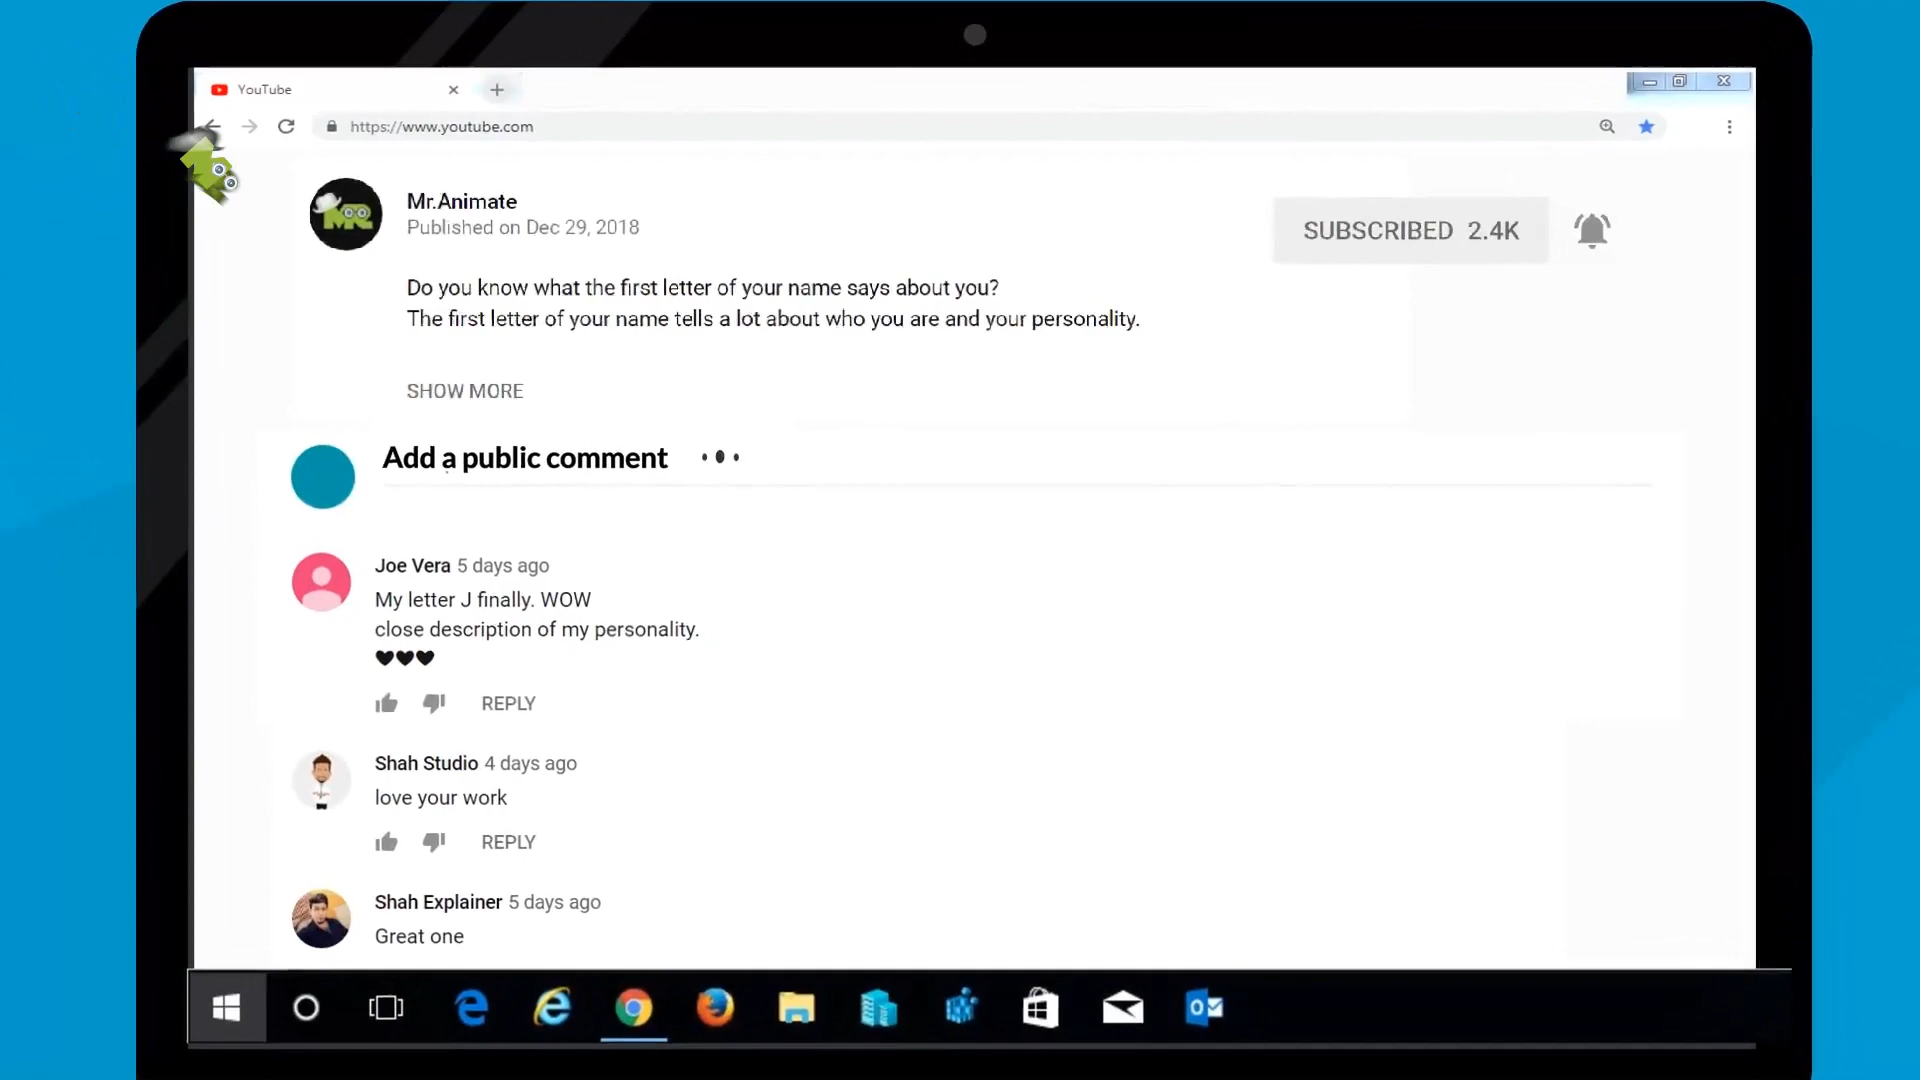 YouTube
https://www.youtube.com
MR
Mr.Animate
Published on Dec 29, 2018
SUBSCRIBED 2.4K
Do you know what the first letter of your name says about you?
The first letter of your name tells a lot about who you are and your personality.
SHOW MORE
Add a public comment
Joe Vera 5 days ago
My letter J finally. WOW
close description of my personality.
♥♥♥
REPLY
Shah Studio 4 days ago
love your work
REPLY
Shah Explainer 5 days ago
Great one